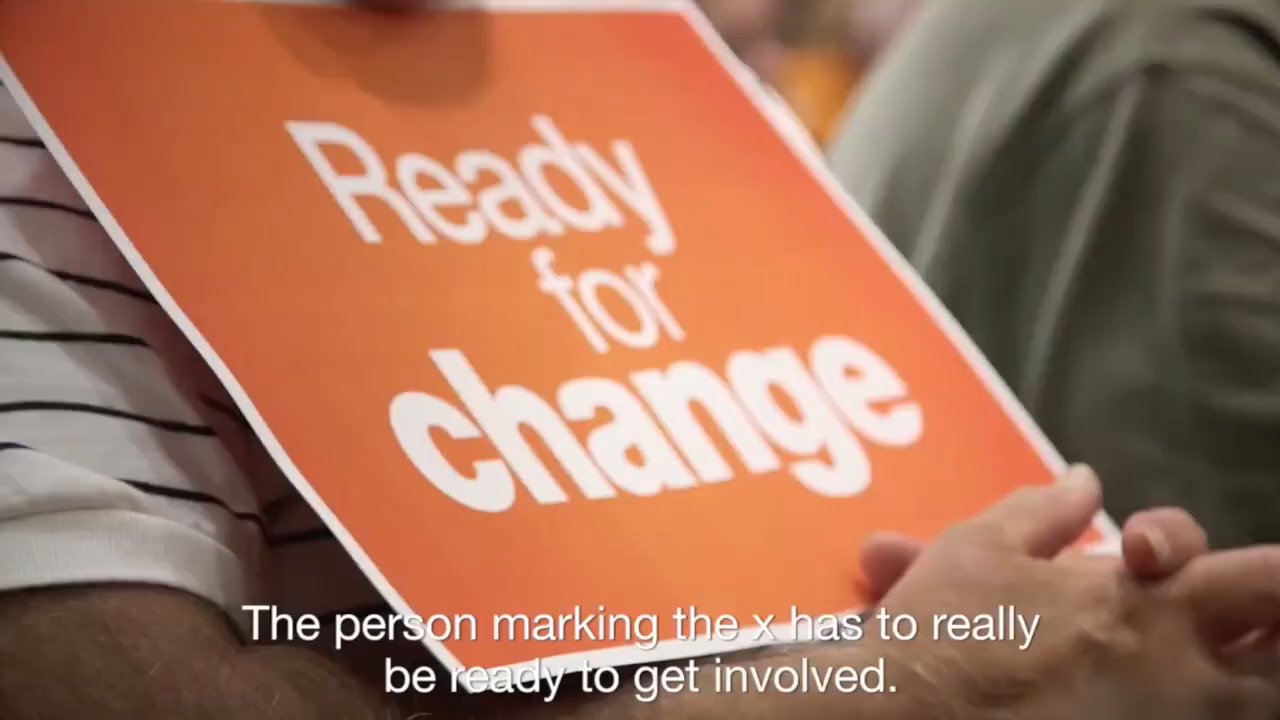 Ready
for
change
The person marking the x has to really
be ready to get involved.